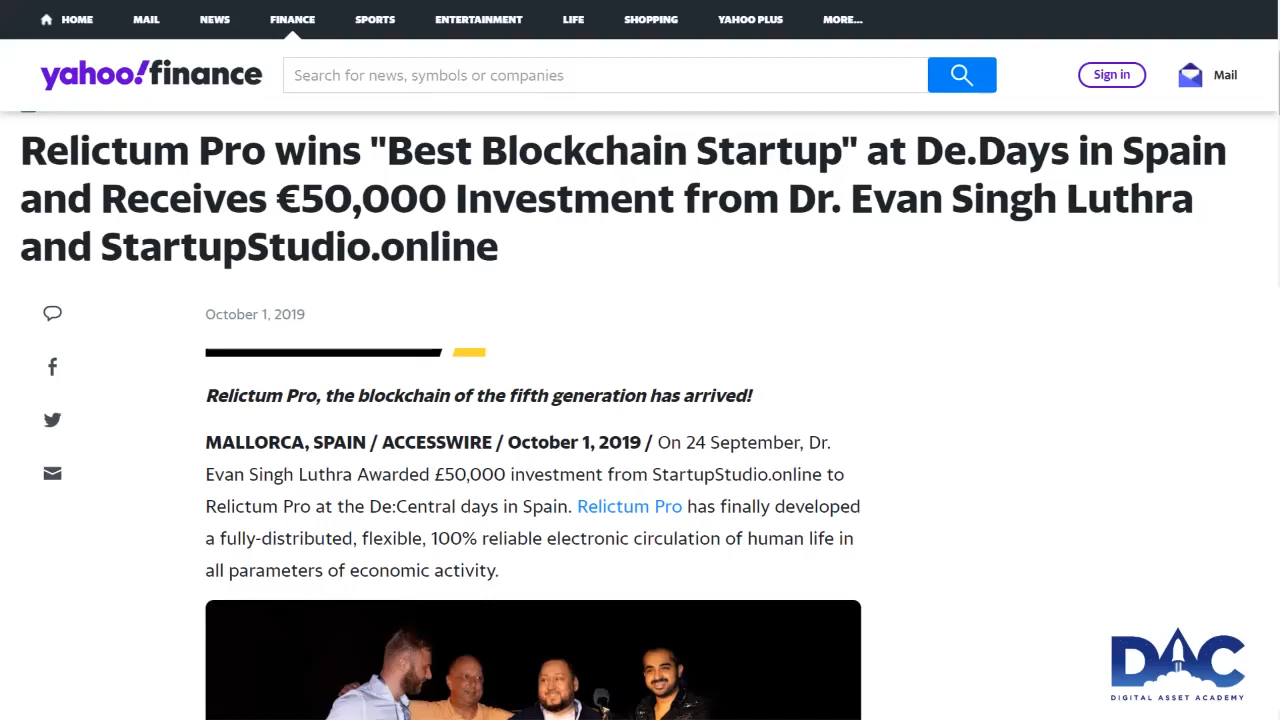 HOME MAIL NEWS FINANCE SPORTS ENTERTAINMENT LIFE SHOPPING YAHOO PLUS MORE...
yahoo!finance Search for news, symbols or companies Sign in Mail
Relictum Pro wins "Best Blockchain Startup" at De.Days in Spain
and Receives €50,000 Investment from Dr. Evan Singh Luthra
and StartupStudio.online
October 1, 2019
Relictum Pro, the blockchain of the fifth generation has arrived!
MALLORCA, SPAIN / ACCESSWIRE / October 1, 2019 / On 24 September, Dr.
Evan Singh Luthra Awarded £50,000 investment from StartupStudio.online to
Relictum Pro at the De:Central days in Spain. Relictum Pro has finally developed
a fully-distributed, flexible, 100% reliable electronic circulation of human life in
all parameters of economic activity.
DAC
DIGITAL ASSET ACADEMY